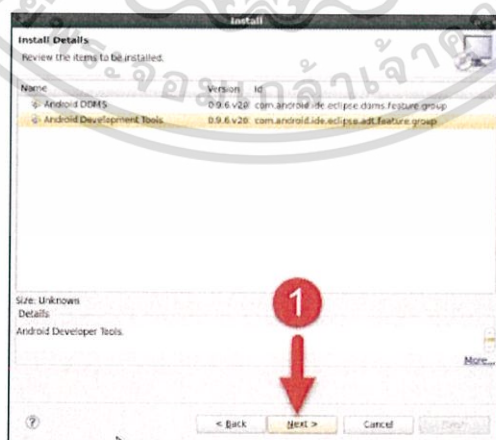 Install
Install Details
Review the items to be installed.
Name Version Id
Android DDMS 0.9.6.v20 com.android.ide.eclipse.ddms.feature.group
Android Development Tools 0.9.6.v20 com.android.ide.eclipse.adt.feature.group
Size: Unknown
Details
Android Developer Tools.
More...
1
< Back Next > Cancel